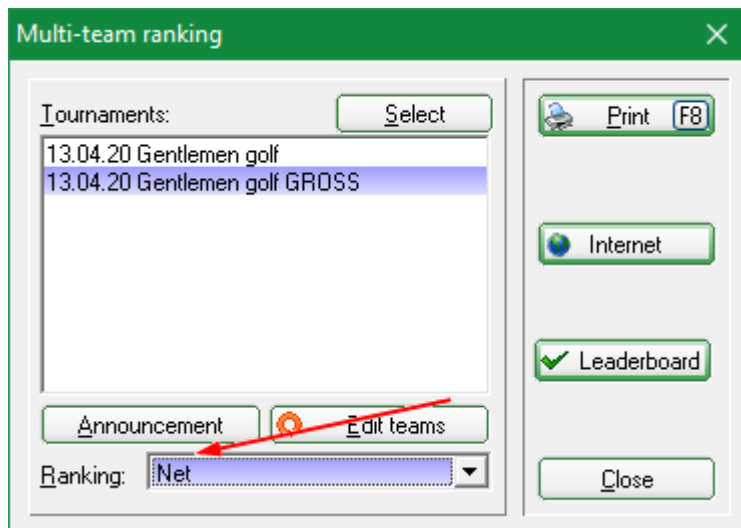 Multi-team ranking
Tournaments:
Select
13.04.20 Gentlemen golf
13.04.20 Gentlemen golf GROSS
Announcement
Edit teams
Ranking:
Net
Print F8
Internet
Leaderboard
Close